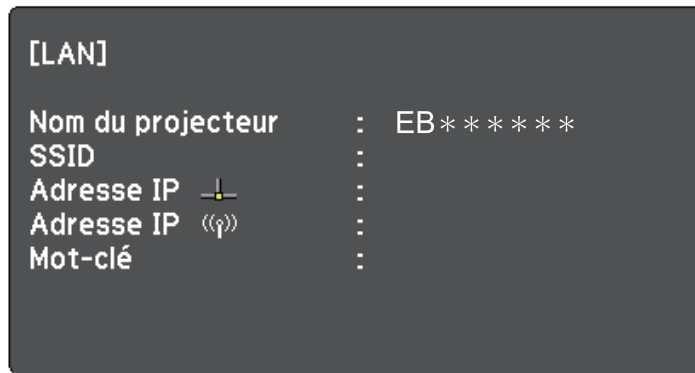 [LAN]
Nom du projecteur : EB******
SSID :
Adresse IP :
Adresse IP :
Mot-clé :